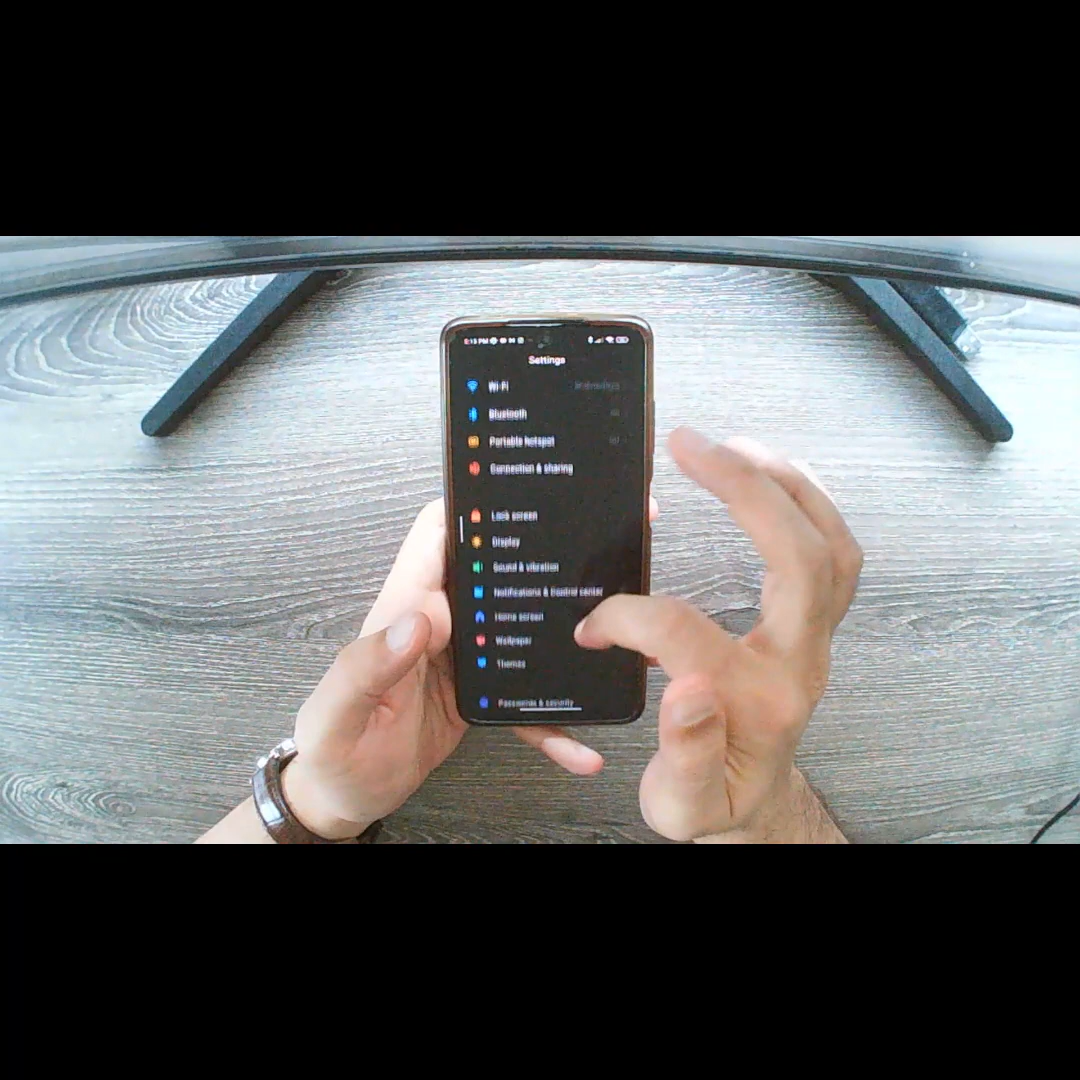 Settings
Wi-Fi
Bluetooth
Portable hotspot
Connection & sharing
Lock screen
Display
Sound & vibration
Notifications & Control center
Home screen
Wallpaper
Themes
Passwords & security